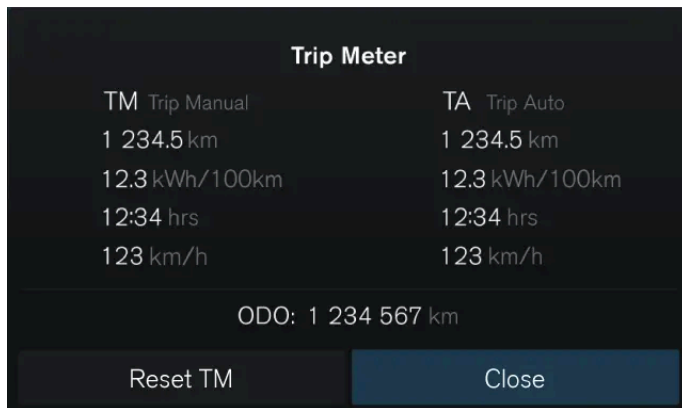 Trip Meter
TM Trip Manual
1 234.5 km
12.3 kWh/100km
12:34 hrs
123 km/h
TA Trip Auto
1 234.5 km
12.3 kWh/100km
12:34 hrs
123 km/h
ODO: 1 234 567 km
Reset TM
Close